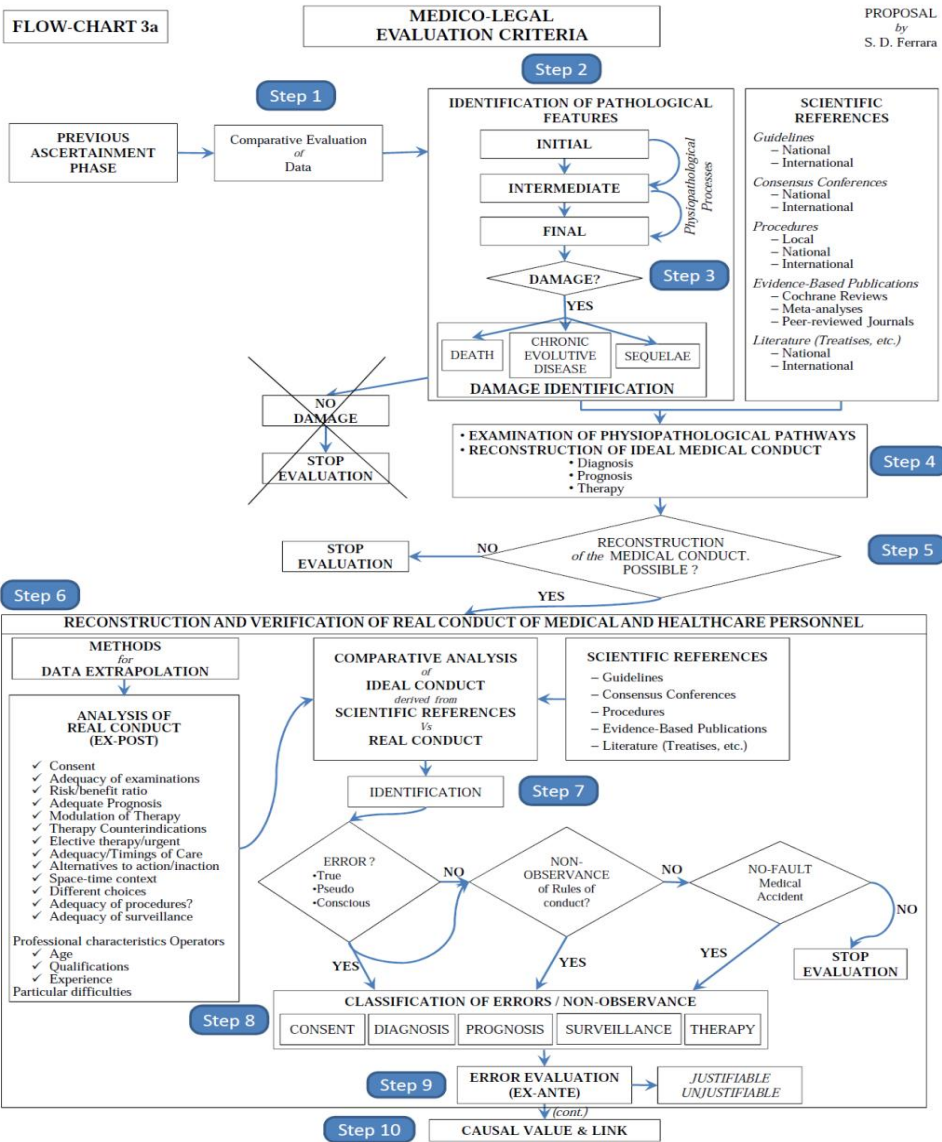 FLOW-CHART 3a
MEDICO-LEGAL
EVALUATION CRITERIA
PROPOSAL
by
S. D. Ferrara
Step 1
Step 2
PREVIOUS
ASCERTAINMENT
PHASE
Comparative Evaluation
of
Data
IDENTIFICATION OF PATHOLOGICAL
FEATURES
INITIAL
INTERMEDIATE
FINAL
Physiopathological
Processes
DAMAGE?
Step 3
YES
DEATH
CHRONIC
EVOLUTIVE
DISEASE
SEQUELAE
DAMAGE IDENTIFICATION
SCIENTIFIC
REFERENCES
Guidelines
– National
– International
Consensus Conferences
– National
– International
Procedures
– Local
– National
– International
Evidence-Based Publications
– Cochrane Reviews
– Meta-analyses
– Peer-reviewed Journals
Literature (Treatises, etc.)
– National
– International
NO
DAMAGE
STOP
EVALUATION
• EXAMINATION OF PHYSIOPATHOLOGICAL PATHWAYS
• RECONSTRUCTION OF IDEAL MEDICAL CONDUCT
• Diagnosis
• Prognosis
• Therapy
Step 4
STOP
EVALUATION
NO
RECONSTRUCTION
of the MEDICAL CONDUCT.
POSSIBLE ?
Step 5
YES
Step 6
RECONSTRUCTION AND VERIFICATION OF REAL CONDUCT OF MEDICAL AND HEALTHCARE PERSONNEL
METHODS
for
DATA EXTRAPOLATION
ANALYSIS OF
REAL CONDUCT
(EX-POST)
✓ Consent
✓ Adequacy of examinations
✓ Risk/benefit ratio
✓ Adequate Prognosis
✓ Modulation of Therapy
✓ Therapy Counterindications
✓ Elective therapy/urgent
✓ Adequacy/Timings of Care
✓ Alternatives to action/inaction
✓ Space-time context
✓ Different choices
✓ Adequacy of procedures?
✓ Adequacy of surveillance
Professional characteristics Operators
✓ Age
✓ Qualifications
✓ Experience
Particular difficulties
COMPARATIVE ANALYSIS
of
IDEAL CONDUCT
derived from
SCIENTIFIC REFERENCES
Vs
REAL CONDUCT
SCIENTIFIC REFERENCES
– Guidelines
– Consensus Conferences
– Procedures
– Evidence-Based Publications
– Literature (Treatises, etc.)
IDENTIFICATION
Step 7
ERROR ?
•True
•Pseudo
•Conscious
NO
NON-
OBSERVANCE
of Rules of
conduct?
NO
NO-FAULT
Medical
Accident
NO
STOP
EVALUATION
YES
YES
YES
Step 8
CLASSIFICATION OF ERRORS / NON-OBSERVANCE
CONSENT
DIAGNOSIS
PROGNOSIS
SURVEILLANCE
THERAPY
Step 9
ERROR EVALUATION
(EX-ANTE)
JUSTIFIABLE
UNJUSTIFIABLE
(cont.)
Step 10
CAUSAL VALUE & LINK